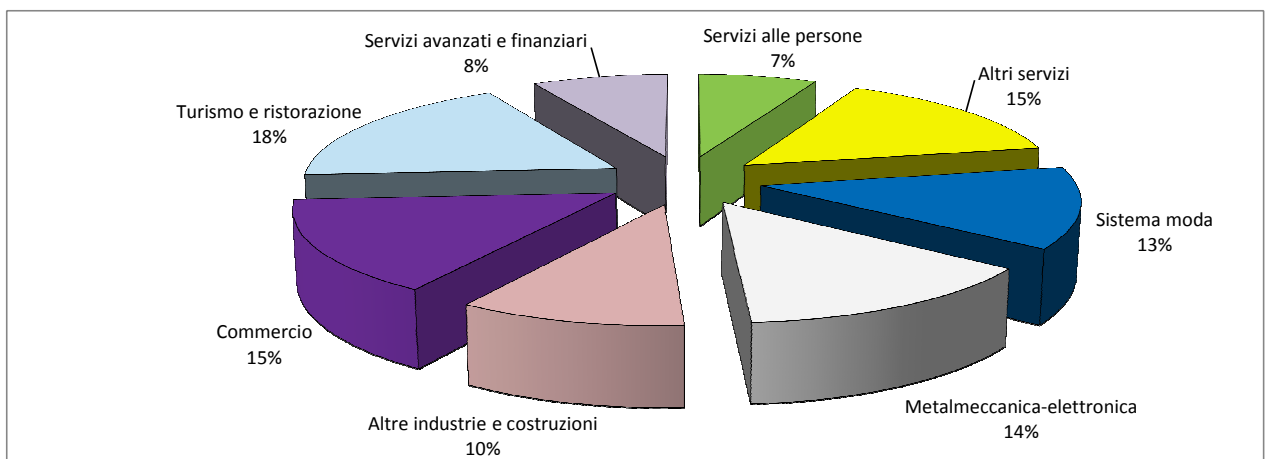 Servizi avanzati e finanziari
8%
Servizi alle persone
7%
Altri servizi
15%
Turismo e ristorazione
18%
Sistema moda
13%
Commercio
15%
Metalmeccanica-elettronica
14%
Altre industrie e costruzioni
10%